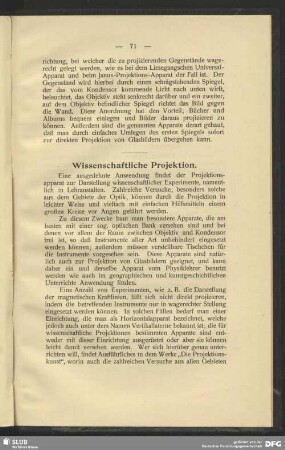 — 71 —
richtung, bei welcher die zu projizierenden Gegenstände wage-
recht gelegt werden, wie es bei dem Liesegangschen Universal-
Apparat und beim Janus-Projektions-Apparat der Fall ist. Der
Gegenstand wird hierbei durch einen schrägstehenden Spiegel,
der das vom Kondensor kommende Licht nach unten wirft,
beleuchtet, das Objektiv steht senkrecht darüber und ein zweiter,
auf dem Objektiv befindlicher Spiegel richtet das Bild gegen
die Wand. Diese Anordnung hat den Vorteil, Bücher und
Albums bequem einlegen und Bilder daraus projizieren zu
können. Außerdem sind die genannten Apparate derart gebaut,
daß man durch einfaches Umlegen des ersten Spiegels sofort
zur direkten Projektion von Glasbildern übergehen kann.
Wissenschaftliche Projektion.
Eine ausgedehnte Anwendung findet der Projektions-
apparat zur Darstellung wissenschaftlicher Experimente, nament-
lich in Lehranstalten. Zahlreiche Versuche, besonders solche
aus dem Gebiete der Optik, können durch die Projektion in
leichter Weise und vielfach mit einfachen Hilfsmitteln einem
großen Kreise vor Augen geführt werden.
Zu diesem Zwecke baut man besondere Apparate, die am
besten mit einer sog. optischen Bank versehen sind und bei
denen vor allem der Raum zwischen Objektiv und Kondensor
frei ist, so daß Instrumente aller Art unbehindert eingesetzt
werden können; außerdem müssen verstellbare Tischchen für
die Instrumente vorgesehen sein. Diese Apparate sind natür-
lich auch zur Projektion von Glasbildern geeignet, und kann
daher ein und derselbe Apparat vom Physiklehrer benutzt
werden wie auch im geographischen und kunstgeschichtlichen
Unterrichte Anwendung finden.
Eine Anzahl von Experimenten, wie z. B. die Darstellung
der magnetischen Kraftlinien, läßt sich nicht direkt projizieren,
indem die betreffenden Instrumente nur in wagerechter Stellung
eingesetzt werden können. In solchen Fällen bedarf man einer
Einrichtung, die man als Horizontalapparat bezeichnet, welche
jedoch auch unter dem Namen Vertikallaterne bekannt ist; die für
wissenschaftliche Projektionen bestimmten Apparate sind ent-
weder mit dieser Einrichtung ausgerüstet oder aber sie können
leicht damit versehen werden. Wer sich hierüber genau unter-
richten will, findet Ausführliches in dem Werke „Die Projektions-
kunst“, worin auch die zahlreichen Versuche aus allen Gebieten
SLUB
DFG